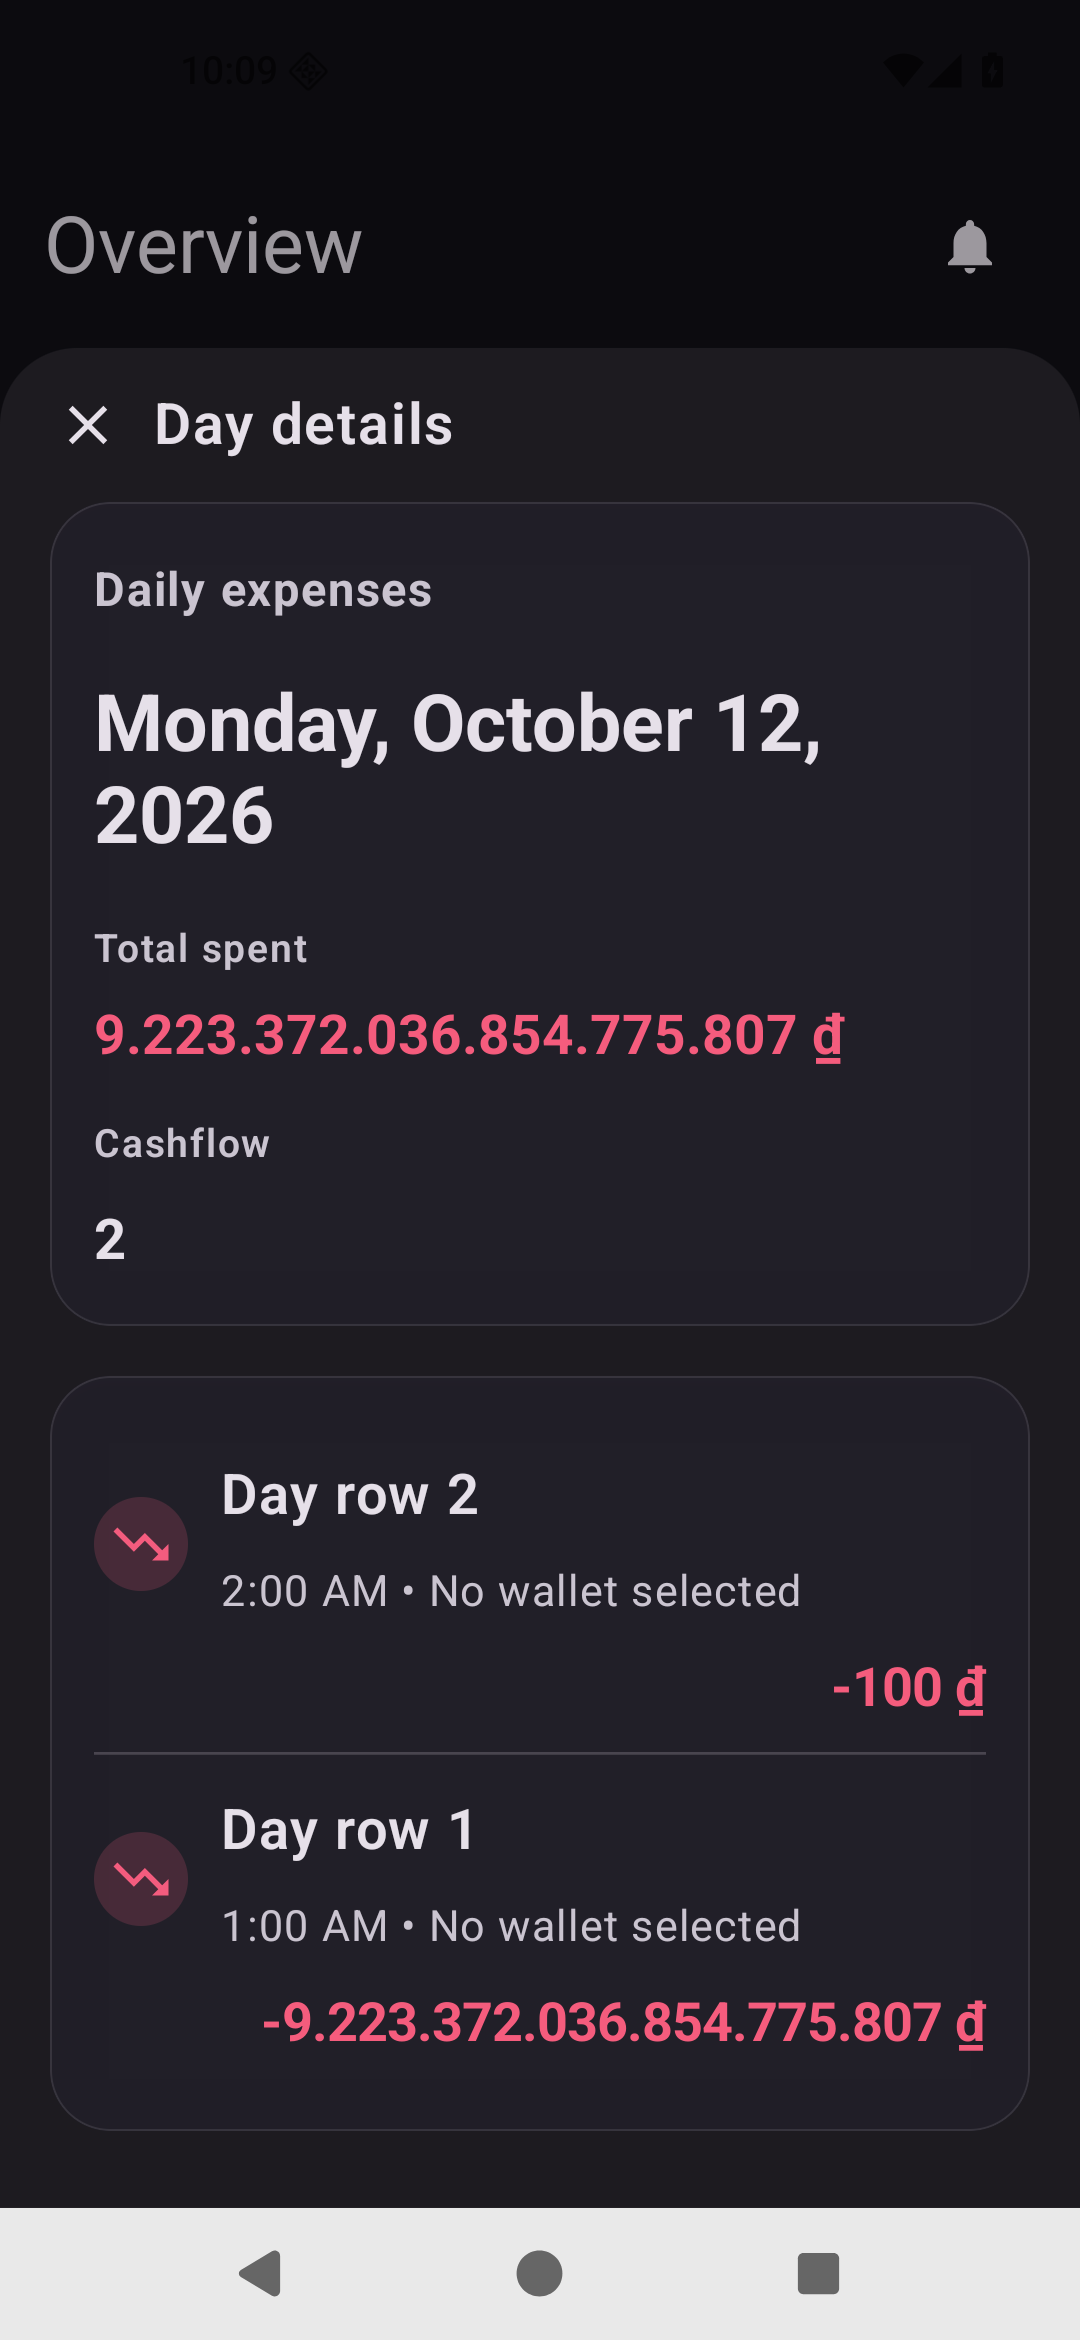 10:09
Overview
Day details
Daily expenses
Monday, October 12,
2026
Total spent
9.223.372.036.854.775.807 ₫
Cashflow
2
Day row 2
2:00 AM • No wallet selected
-100 ₫
Day row 1
1:00 AM • No wallet selected
-9.223.372.036.854.775.807 ₫